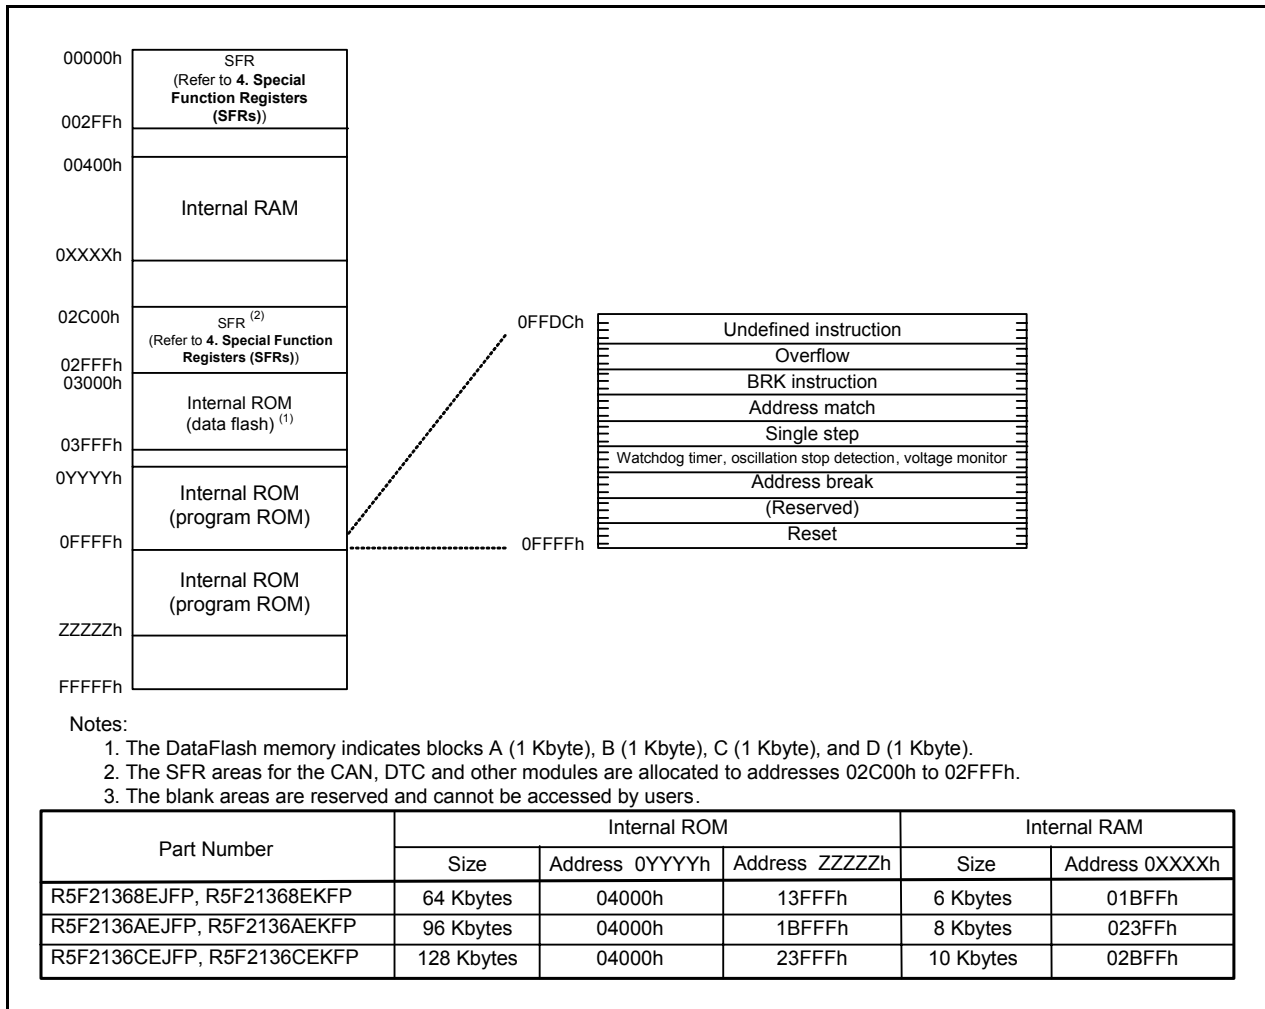 00000h
SFR
(Refer to 4. Special
Function Registers
(SFRs))
002FFh
00400h
Internal RAM
0XXXXh
02C00h
SFR (2)
(Refer to 4. Special Function
Registers (SFRs))
02FFFh
03000h
Internal ROM
(data flash) (1)
03FFFh
0YYYYh
Internal ROM
(program ROM)
0FFFFh
Internal ROM
(program ROM)
ZZZZZh
FFFFFh
0FFDCh
Undefined instruction
Overflow
BRK instruction
Address match
Single step
Watchdog timer, oscillation stop detection, voltage monitor
Address break
(Reserved)
Reset
0FFFFh
Notes:
1. The DataFlash memory indicates blocks A (1 Kbyte), B (1 Kbyte), C (1 Kbyte), and D (1 Kbyte).
2. The SFR areas for the CAN, DTC and other modules are allocated to addresses 02C00h to 02FFFh.
3. The blank areas are reserved and cannot be accessed by users.
Part Number Internal ROM Internal RAM
Size Address 0YYYYh Address ZZZZZh Size Address 0XXXXh
R5F21368EJFP, R5F21368EKFP 64 Kbytes 04000h 13FFFh 6 Kbytes 01BFFh
R5F2136AEJFP, R5F2136AEKFP 96 Kbytes 04000h 1BFFFh 8 Kbytes 023FFh
R5F2136CEJFP, R5F2136CEKFP 128 Kbytes 04000h 23FFFh 10 Kbytes 02BFFh